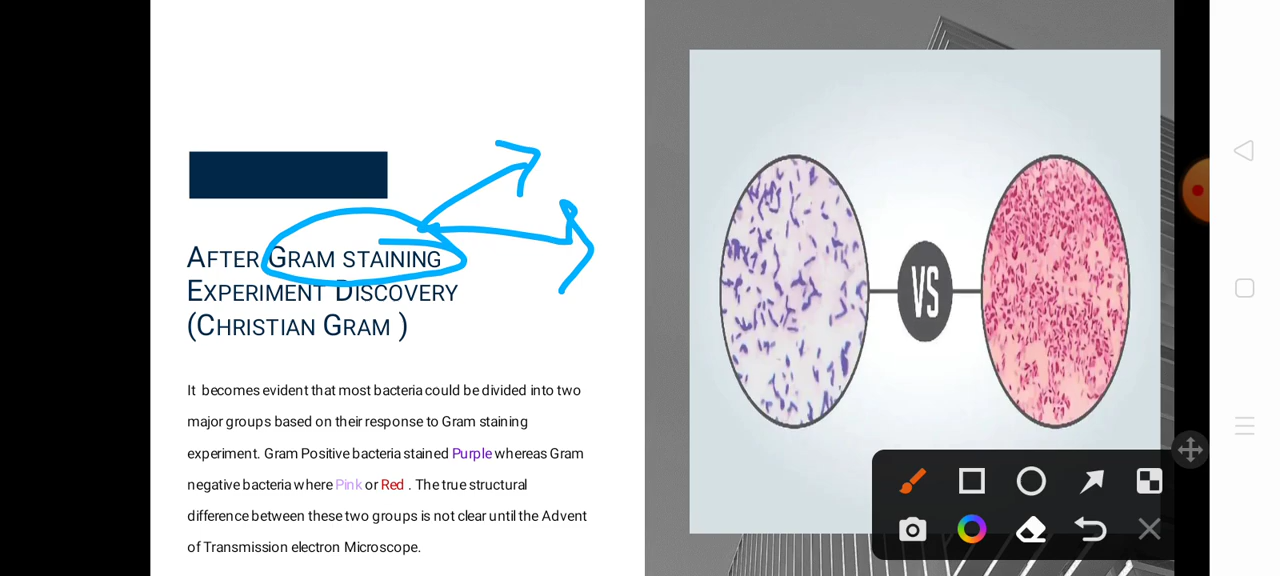 After Gram staining
Experiment Discovery
(Christian Gram )
It becomes evident that most bacteria could be divided into two
major groups based on their response to Gram staining
experiment. Gram Positive bacteria stained Purple whereas Gram
negative bacteria where Pink or Red . The true structural
difference between these two groups is not clear until the Advent
of Transmission electron Microscope.
VS